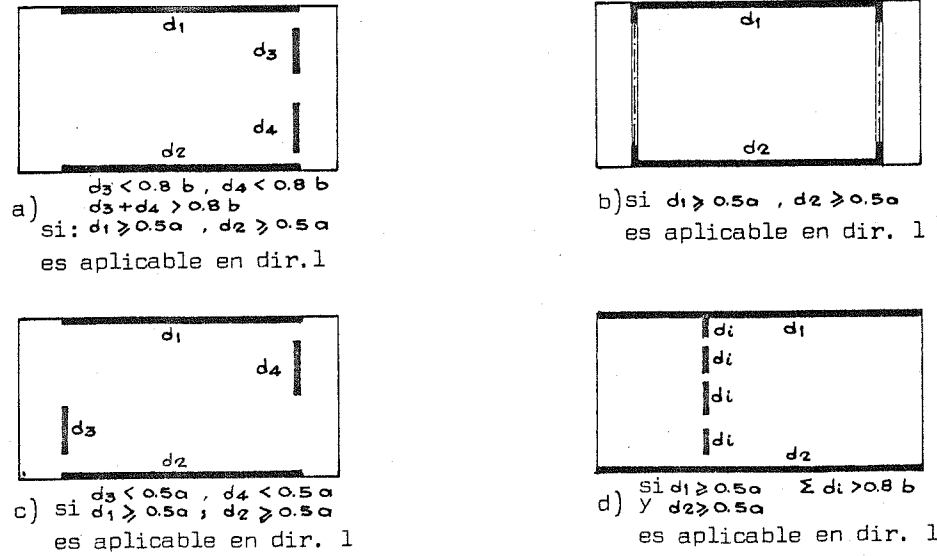 d1
d3
d4
d2
a) d3 < 0.8 b , d4 < 0.8 b
d3+d4 > 0.8 b
si: d1 ⩾ 0.5a , d2 ⩾ 0.5a
es aplicable en dir.1
d1
d2
b) si d1 ⩾ 0.5a , d2 ⩾ 0.5a
es aplicable en dir. 1
d1
d4
d3
d2
c) si d3 < 0.5a , d4 < 0.5a
d1 ⩾ 0.5a ; d2 ⩾ 0.5a
es aplicable en dir. 1
di
d1
di
di
di
d2
d) si d1 ⩾ 0.5a Σ di > 0.8 b
y d2 ⩾ 0.5a
es aplicable en dir. 1